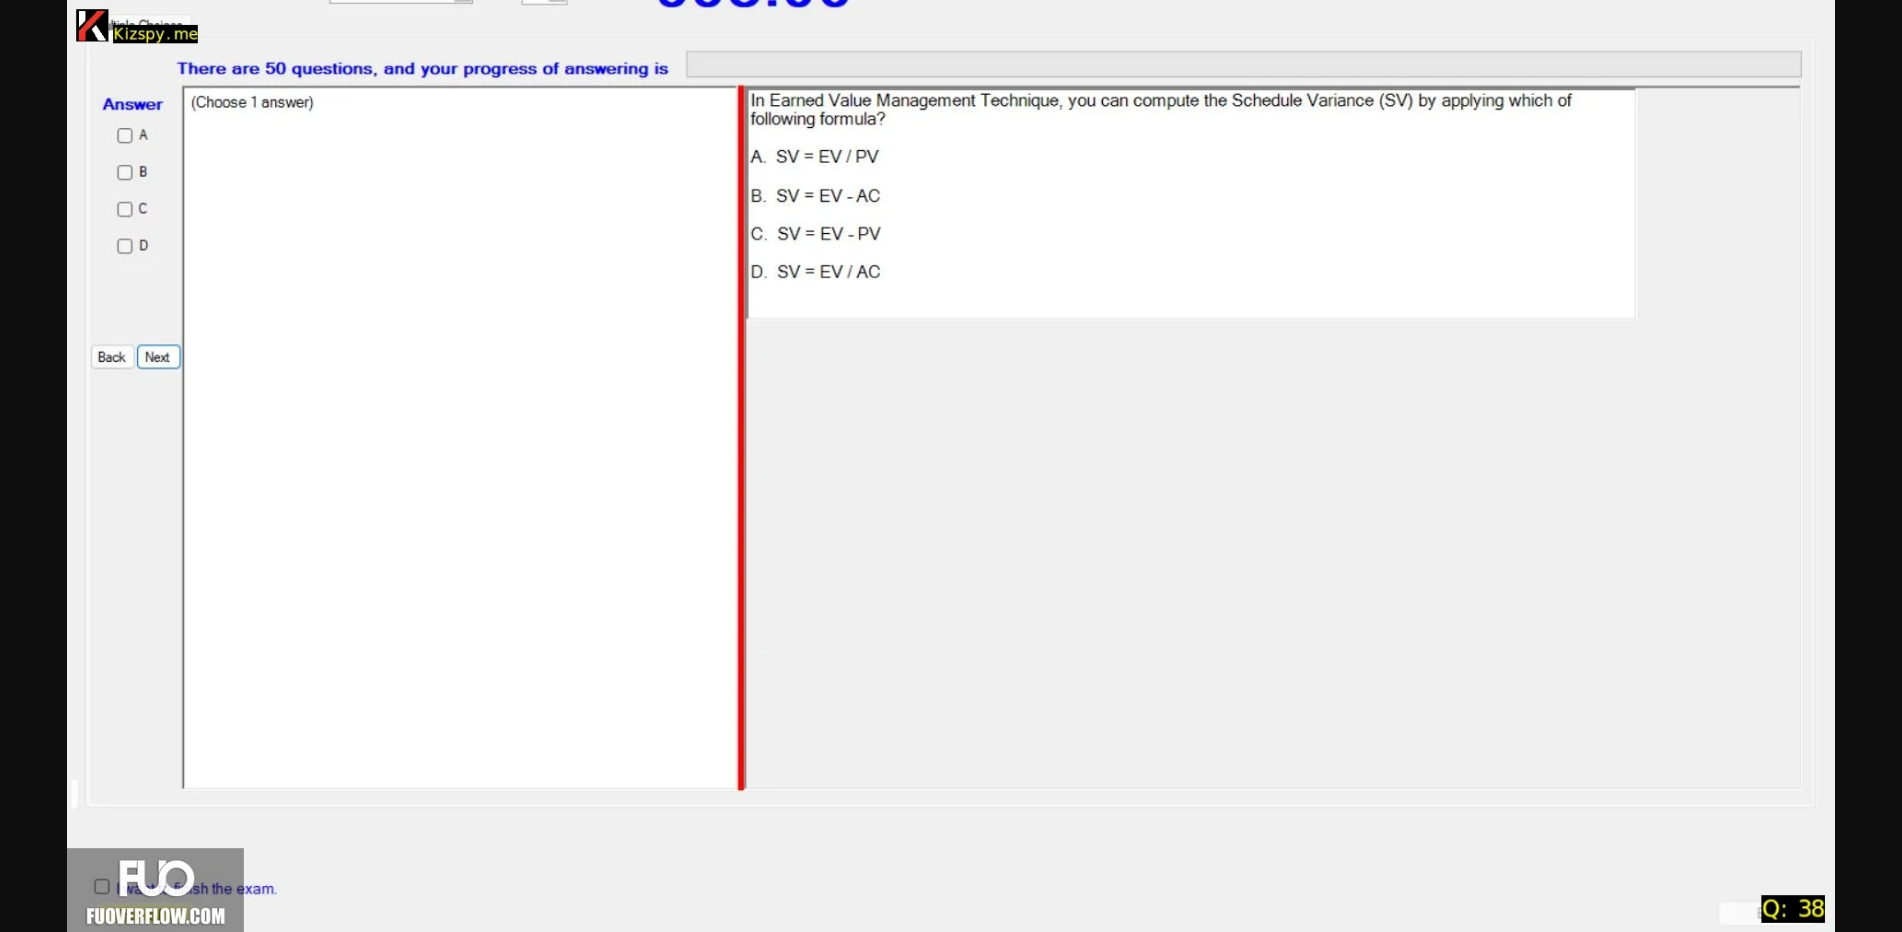 Kizspy.me
There are 50 questions, and your progress of answering is
Answer
(Choose 1 answer)
A
B
C
D
Back
Next
In Earned Value Management Technique, you can compute the Schedule Variance (SV) by applying which of
following formula?
A. SV = EV / PV
B. SV = EV - AC
C. SV = EV - PV
D. SV = EV / AC
FUO
finish the exam.
FUOVERFLOW.COM
Q: 38